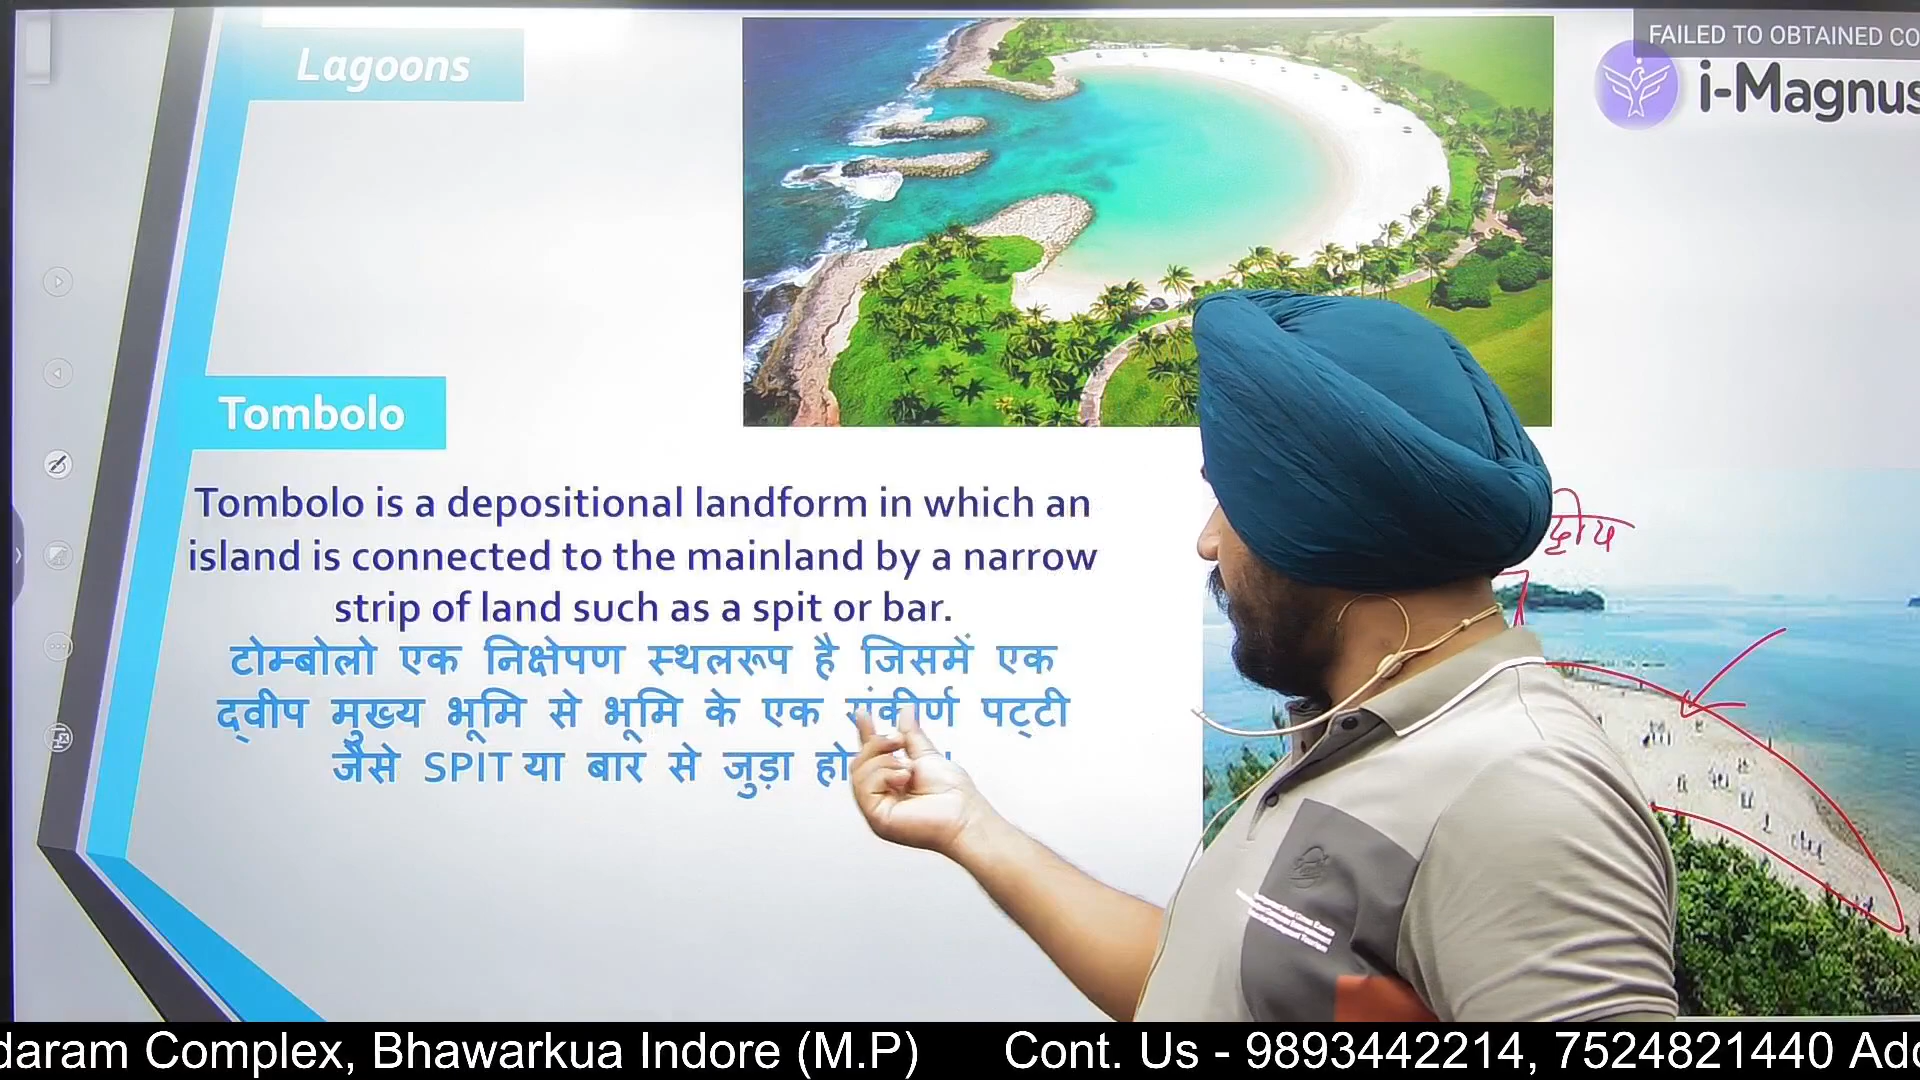 Lagoons
FAILED TO OBTAINED CO
i-Magnus
Tombolo
Tombolo is a depositional landform in which an
island is connected to the mainland by a narrow
strip of land such as a spit or bar.
टोम्बोलो एक निक्षेपण स्थलरूप है जिसमें एक
द्वीप मुख्य भूमि से भूमि के एक संकीर्ण पट्टी
जैसे SPIT या बार से जुड़ा हो
द्वीप
daram Complex, Bhawarkua Indore (M.P) Cont. Us - 9893442214, 7524821440 Add